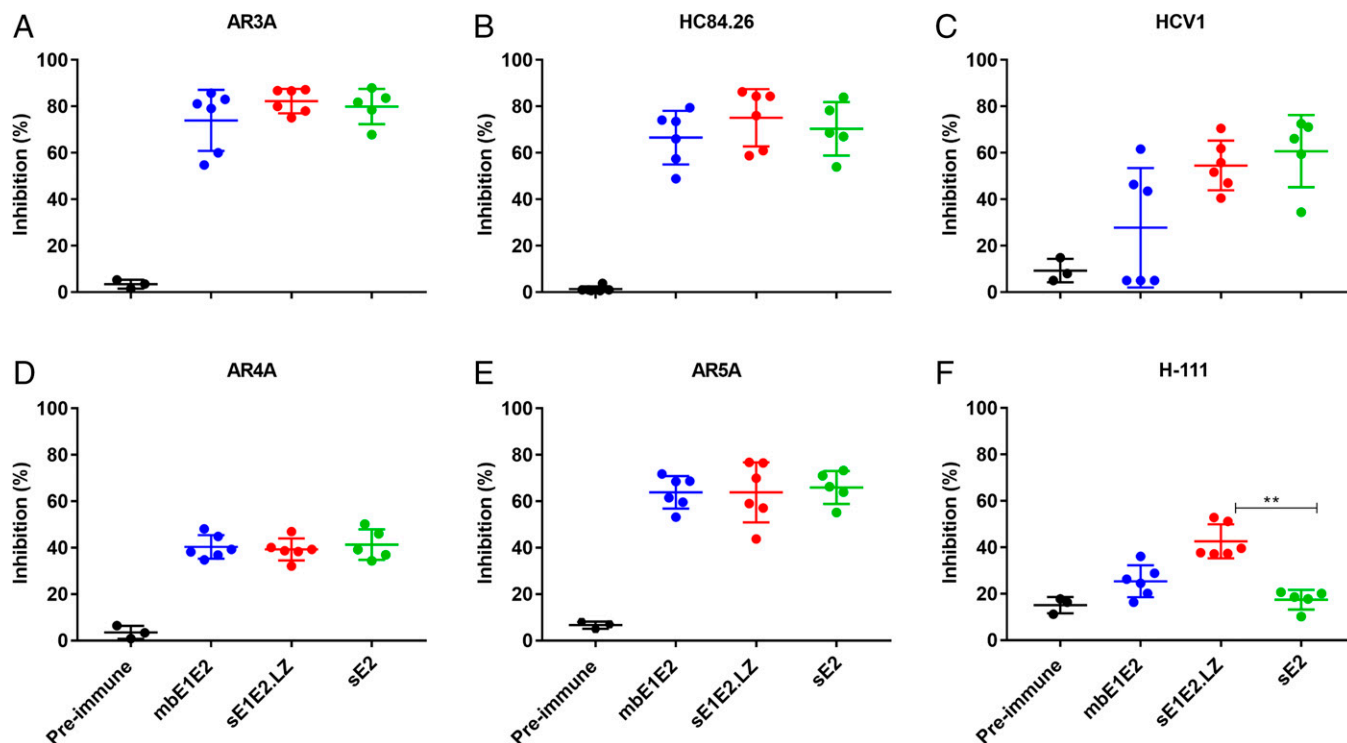 A
AR3A
Inhibition (%)
100
80
60
40
20
0
B
HC84.26
Inhibition (%)
100
80
60
40
20
0
C
HCV1
Inhibition (%)
100
80
60
40
20
0
D
AR4A
Inhibition (%)
100
80
60
40
20
0
Pre-immune
mbE1E2
sE1E2.LZ
sE2
E
AR5A
Inhibition (%)
100
80
60
40
20
0
Pre-immune
mbE1E2
sE1E2.LZ
sE2
F
H-111
Inhibition (%)
100
80
60
40
20
0
**
Pre-immune
mbE1E2
sE1E2.LZ
sE2